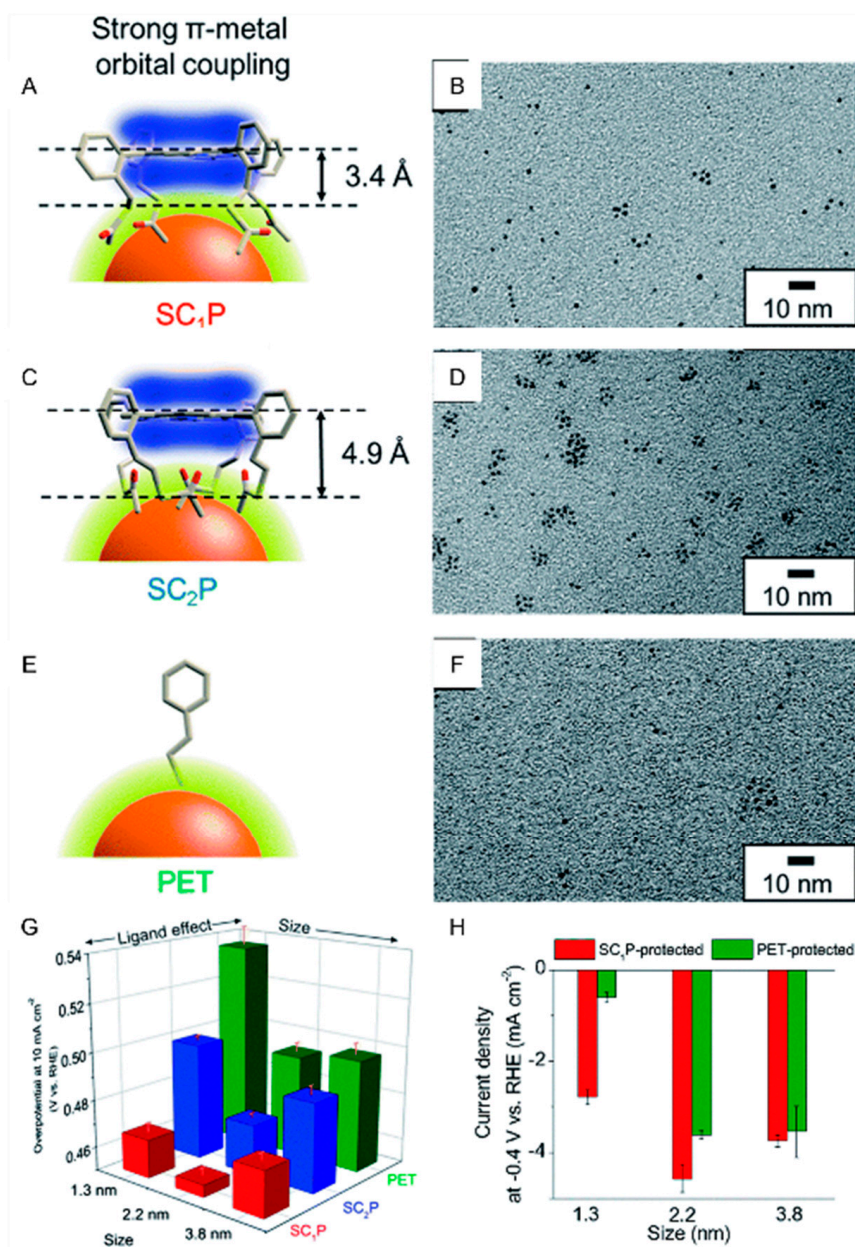 Strong π-metal
orbital coupling
A
3.4 Å
SC₁P
B
10 nm
C
4.9 Å
SC₂P
D
10 nm
E
PET
F
10 nm
G
Ligand effect
Size
0.54
0.52
0.50
0.48
0.46
Overpotential at 10 mA cm⁻²
(V vs. RHE)
1.3 nm
2.2 nm
3.8 nm
Size
SC₁P
SC₂P
PET
H
SC₁P-protected
PET-protected
0
-2
-4
Current density
at -0.4 V vs. RHE (mA cm⁻²)
1.3
2.2
3.8
Size (nm)